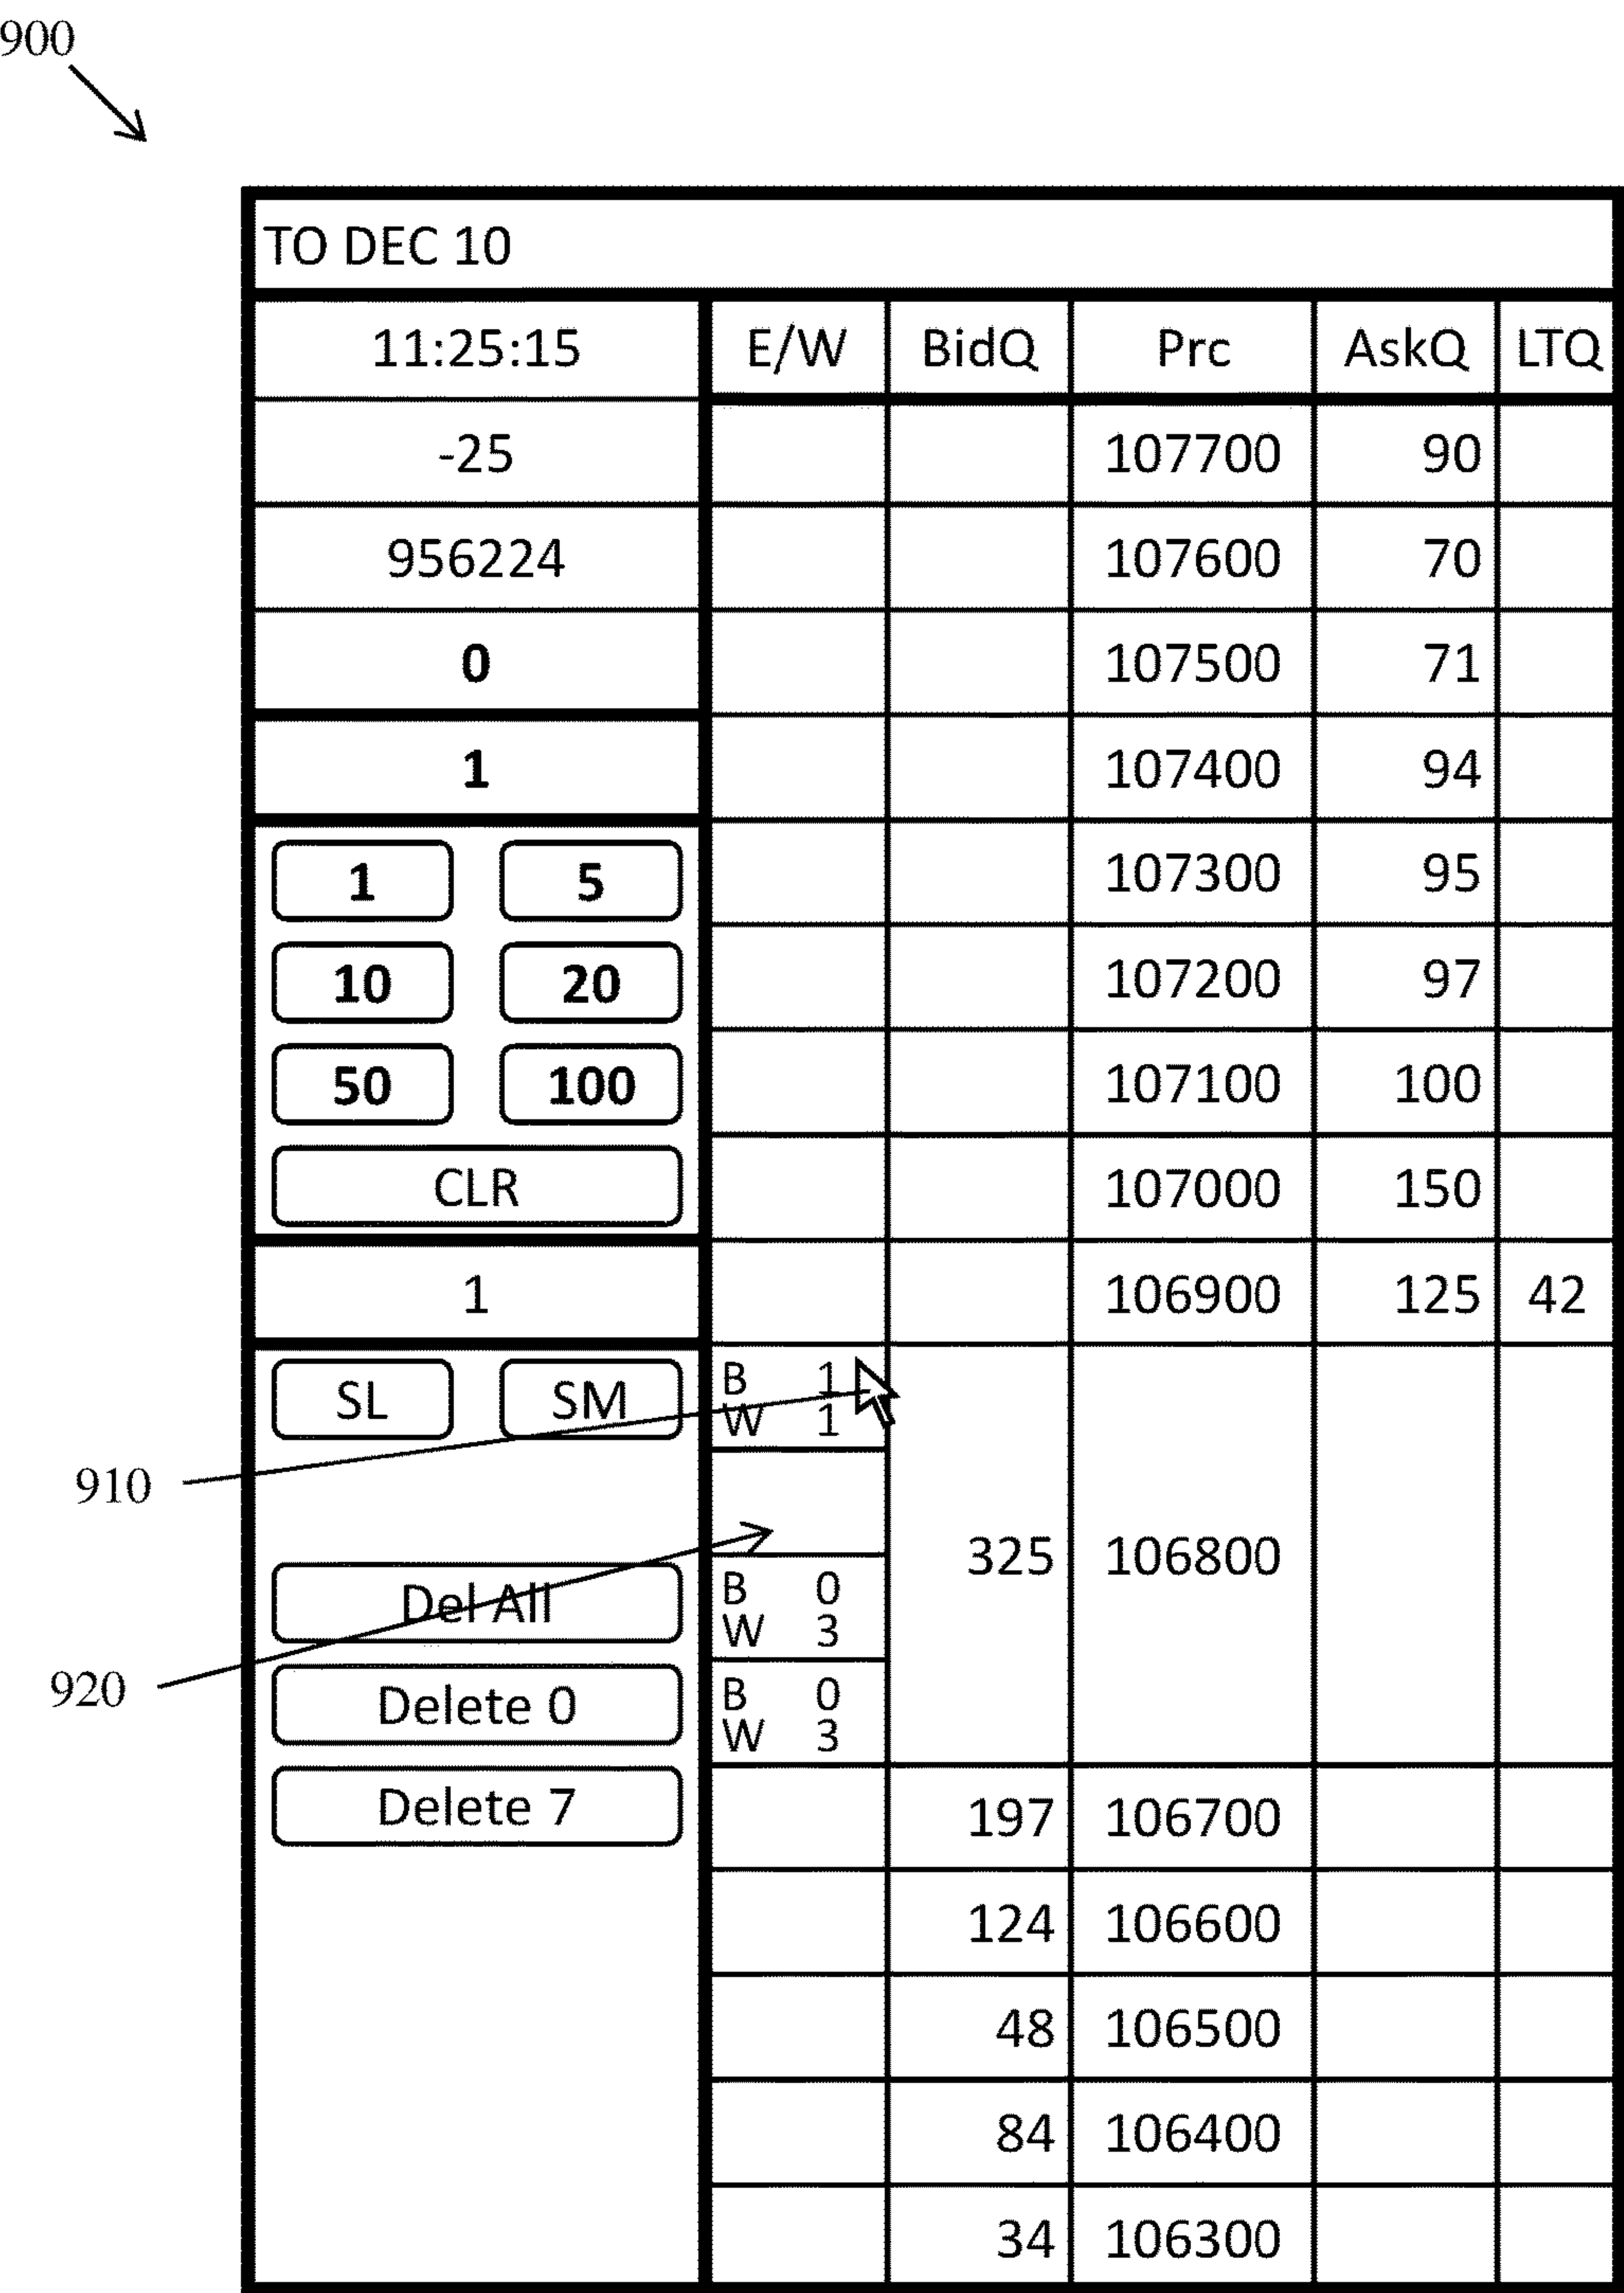 900
TO DEC 10
11:25:15 E/W BidQ Prc AskQ LTQ
-25 107700 90
956224 107600 70
0 107500 71
1 107400 94
1 5 107300 95
10 20 107200 97
50 100 107100 100
CLR 107000 150
1 106900 125 42
SL SM B 1
W 1
910
325 106800
Del All B 0
W 3
920
Delete 0 B 0
W 3
Delete 7 197 106700
124 106600
48 106500
84 106400
34 106300